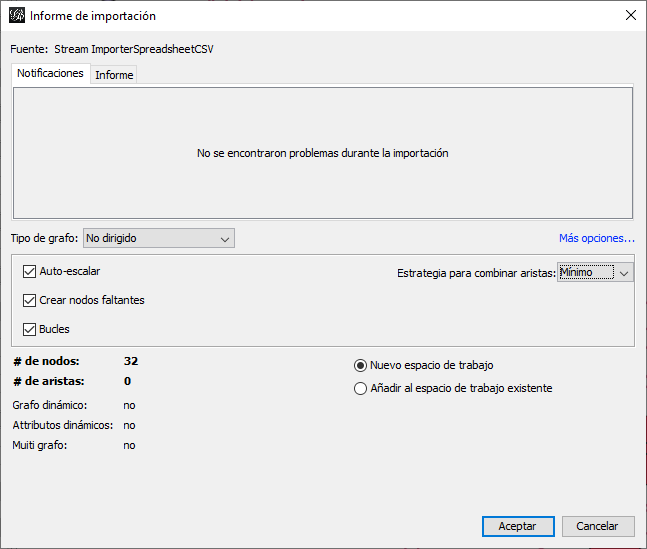 Informe de importación
Fuente: Stream ImporterSpreadsheetCSV
Notificaciones Informe
No se encontraron problemas durante la importación
Tipo de grafo: No dirigido Más opciones...
Auto-escalar Estrategia para combinar aristas: Mínimo
Crear nodos faltantes
Bucles
# de nodos: 32 Nuevo espacio de trabajo
# de aristas: 0 Añadir al espacio de trabajo existente
Grafo dinámico: no
Attributos dinámicos: no
Muiti grafo: no
Aceptar Cancelar